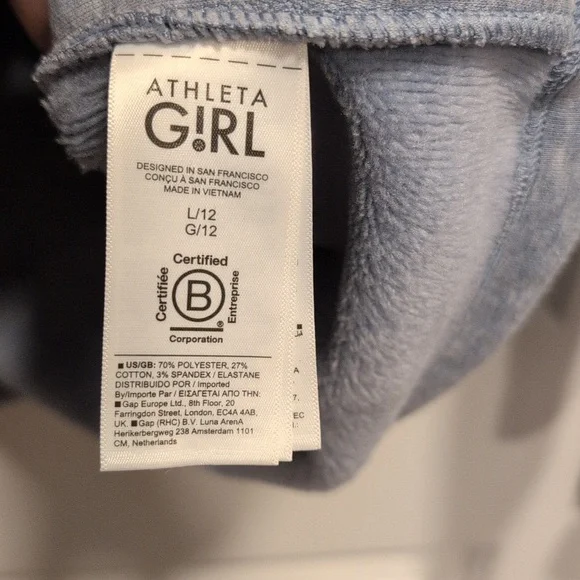 ATHLETA
G!RL
DESIGNED IN SAN FRANCISCO
CONÇU À SAN FRANCISCO
MADE IN VIETNAM
L/12
G/12
Certified
Certifiée
B
®
Entreprise
Corporation
■ US/GB: 70% POLYESTER, 27%
COTTON, 3% SPANDEX / ELASTANE
DISTRIBUIDO POR / Imported
By/Importe Par / ΕΙΣΑΓΕΤΑΙ ΑΠΟ ΤΗΝ:
■ Gap Europe Ltd., 8th Floor, 20
Farringdon Street, London, EC4A 4AB,
UK. ■ Gap (RHC) B.V. Luna ArenA
Herikerbergweg 238 Amsterdam 1101
CM, Netherlands